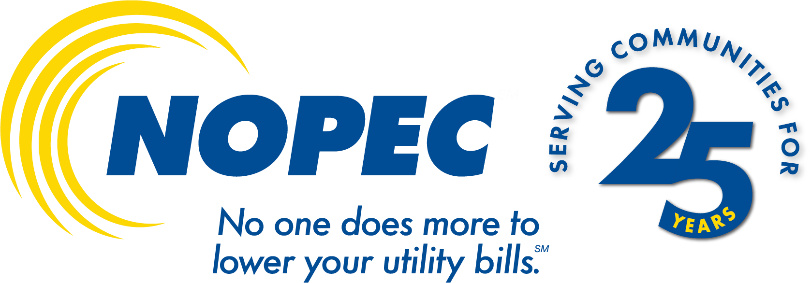 NOPEC
No one does more to
lower your utility bills.℠
SERVING COMMUNITIES FOR
25
YEARS